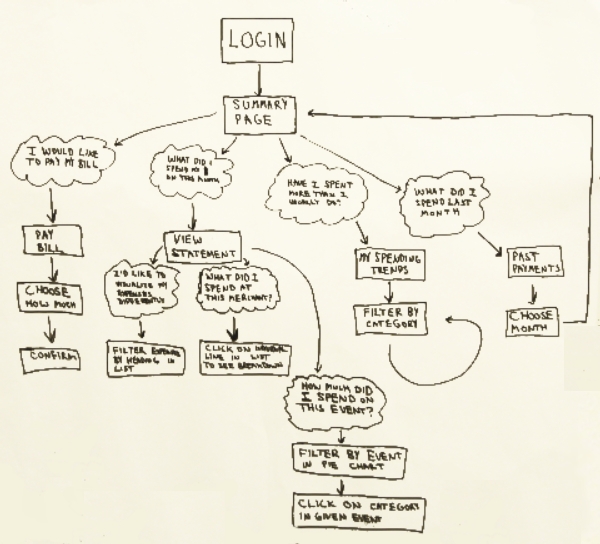 LOGIN
SUMMARY
PAGE
I WOULD LIKE
TO PAY MY BILL
WHAT DID I
SPEND MY $
ON THIS MONTH
HAVE I SPENT
MORE THAN I
USUALLY DO?
WHAT DID I
SPEND LAST
MONTH
PAY
BILL
VIEW
STATEMENT
MY SPENDING
TRENDS
PAST
PAYMENTS
CHOOSE
HOW MUCH
I'D LIKE TO
VISUALIZE MY
EXPENSES
DIFFERENTLY
WHAT DID I
SPEND AT
THIS MERCHANT?
FILTER BY
CATEGORY
CHOOSE
MONTH
CONFIRM
FILTER EXPENSE
BY HEADING IN
LIST
CLICK ON
LINE IN LIST
TO SEE BREAKDOWN
HOW MUCH DID
I SPEND ON
THIS EVENT?
FILTER BY EVENT
IN PIE CHART
CLICK ON CATEGORY
IN GIVEN EVENT